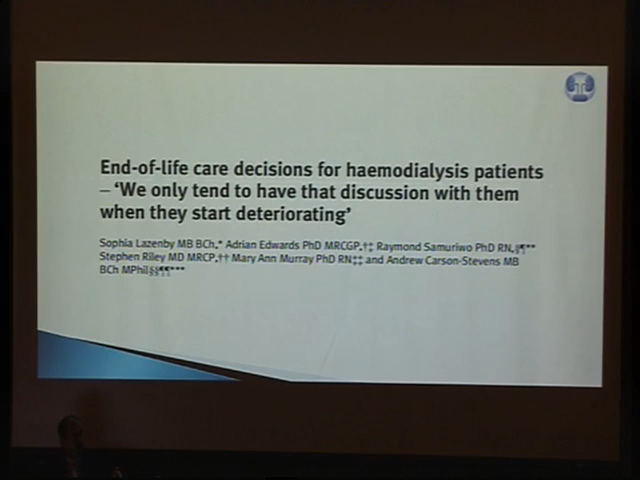 End-of-life care decisions for haemodialysis patients
– ‘We only tend to have that discussion with them
when they start deteriorating’
Sophia Lazenby MB BCh,* Adrian Edwards PhD MRCGP,†‡ Raymond Samuriwo PhD RN,§¶**
Stephen Riley MD MRCP,†† Mary Ann Murray PhD RN‡‡ and Andrew Carson-Stevens MB
BCh MPhil§§¶¶***